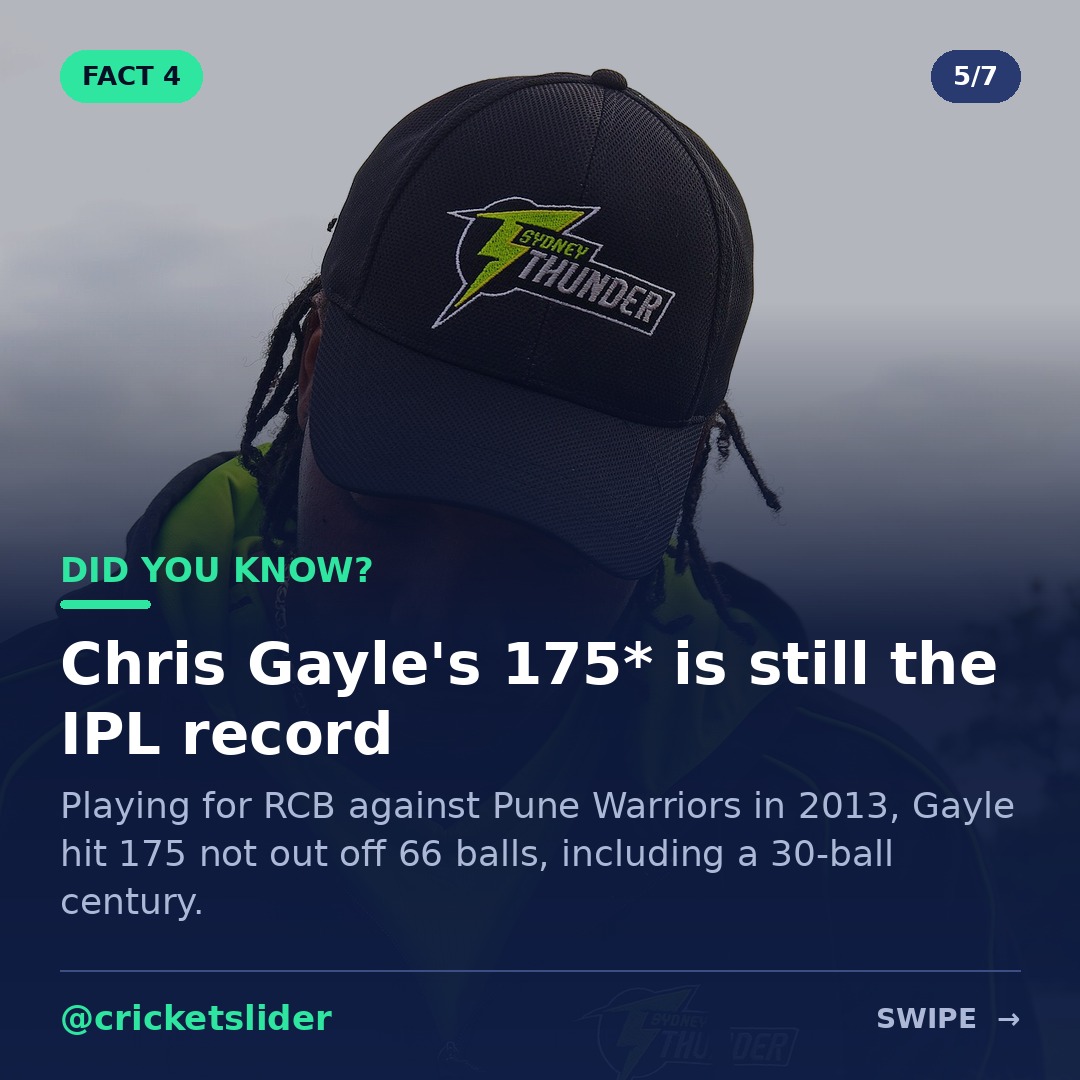 FACT 4
5/7
SYDNEY
THUNDER
DID YOU KNOW?
Chris Gayle's 175* is still the
IPL record
Playing for RCB against Pune Warriors in 2013, Gayle
hit 175 not out off 66 balls, including a 30-ball
century.
@cricketslider
SWIPE →
SYDNEY